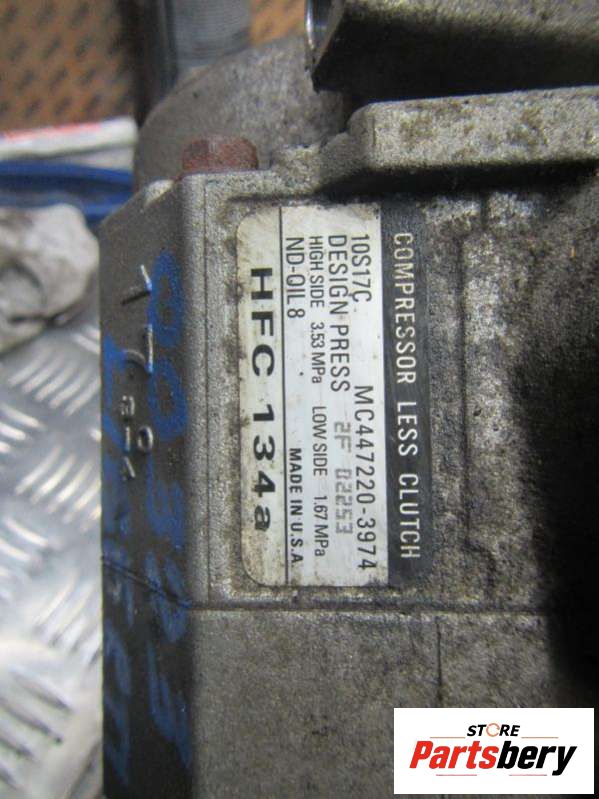 COMPRESSOR LESS CLUTCH
10S17C MC447220-3974
DESIGN PRESS 2F 02253
HIGH SIDE 3.53 MPa LOW SIDE 1.67 MPa
ND-OIL 8 MADE IN U.S.A.
HFC 134a
STORE
Partsbery